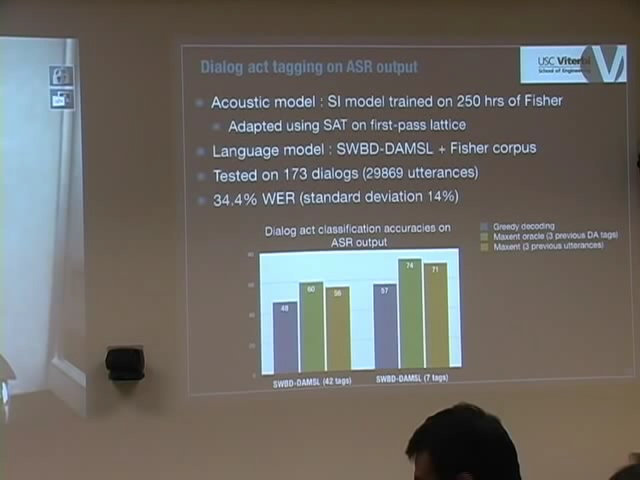 Dialog act tagging on ASR output
USC Viterbi
School of Engineering
Acoustic model : SI model trained on 250 hrs of Fisher
Adapted using SAT on first-pass lattice
Language model : SWBD-DAMSL + Fisher corpus
Tested on 173 dialogs (29869 utterances)
34.4% WER (standard deviation 14%)
Dialog act classification accuracies on
ASR output
Greedy decoding
Maxent oracle (3 previous DA tags)
Maxent (3 previous utterances)
48
60
56
57
74
71
SWBD-DAMSL (42 tags)
SWBD-DAMSL (7 tags)